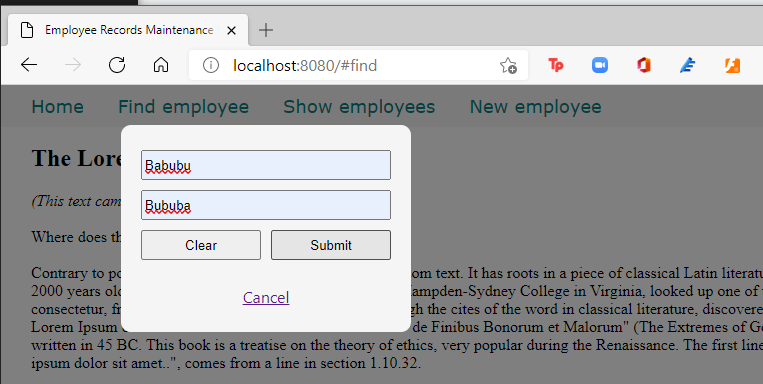 Employee Records Maintenance
localhost:8080/#find
Home Find employee Show employees New employee
The Lore
(This text cam
Where does th
Babubu
Bububa
Clear Submit
Cancel
Contrary to po om text. It has roots in a piece of classical Latin literatu
2000 years old ampden-Sydney College in Virginia, looked up one of
consectetur, fr gh the cites of the word in classical literature, discovere
Lorem Ipsum de Finibus Bonorum et Malorum" (The Extremes of Go
written in 45 BC. This book is a treatise on the theory of ethics, very popular during the Renaissance. The first line
ipsum dolor sit amet..", comes from a line in section 1.10.32.